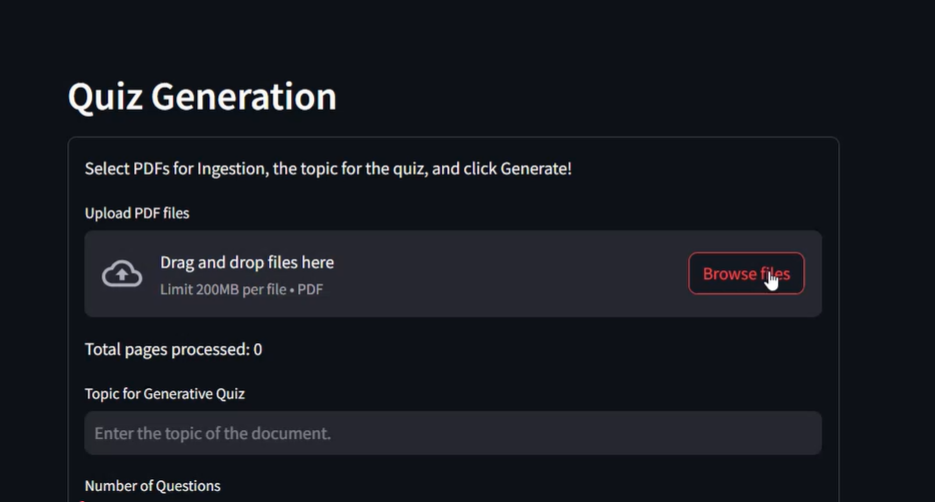 Quiz Generation
Select PDFs for Ingestion, the topic for the quiz, and click Generate!
Upload PDF files
Drag and drop files here
Limit 200MB per file • PDF
Browse files
Total pages processed: 0
Topic for Generative Quiz
Enter the topic of the document.
Number of Questions